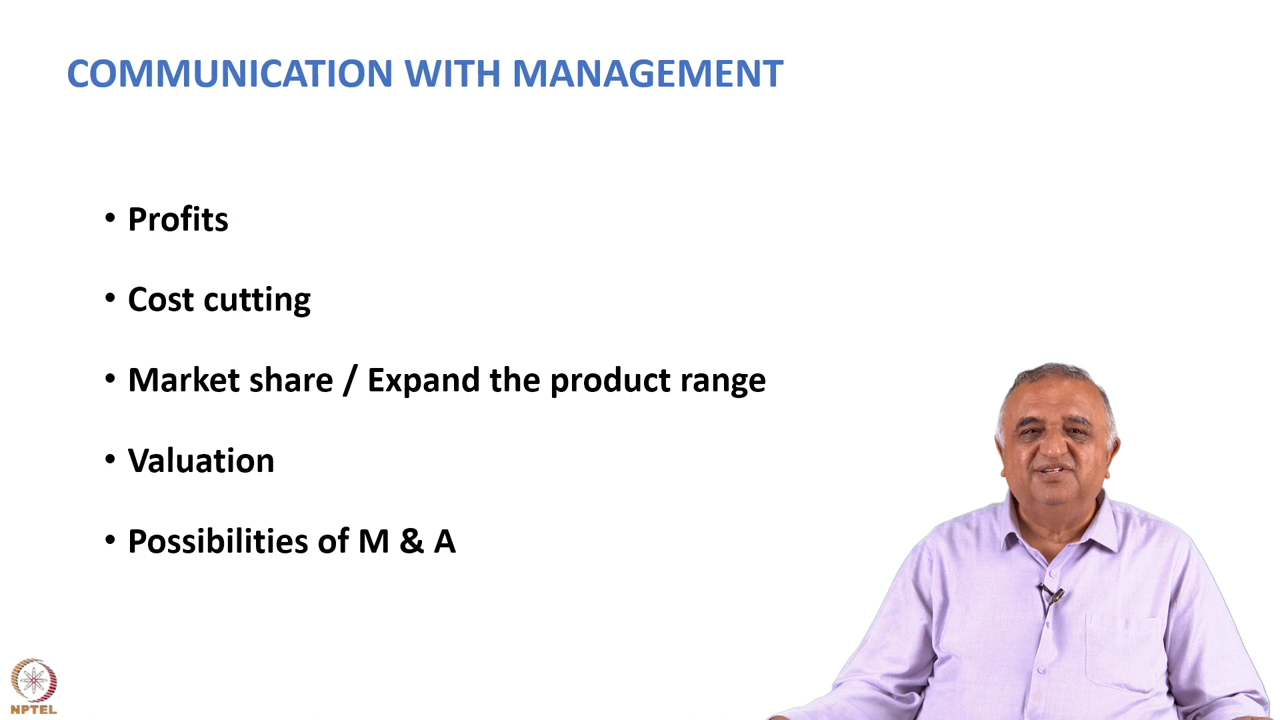 COMMUNICATION WITH MANAGEMENT
• Profits
• Cost cutting
• Market share / Expand the product range
• Valuation
• Possibilities of M & A
NPTEL